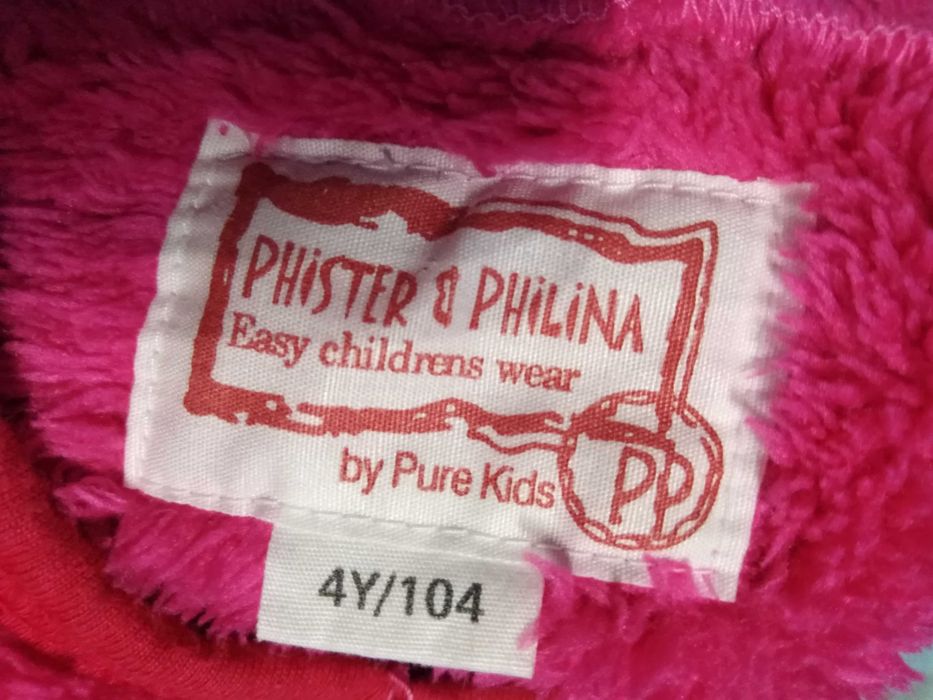 PHiSTER & PHiLiNA
Easy childrens wear
by Pure Kids
PP
4Y/104